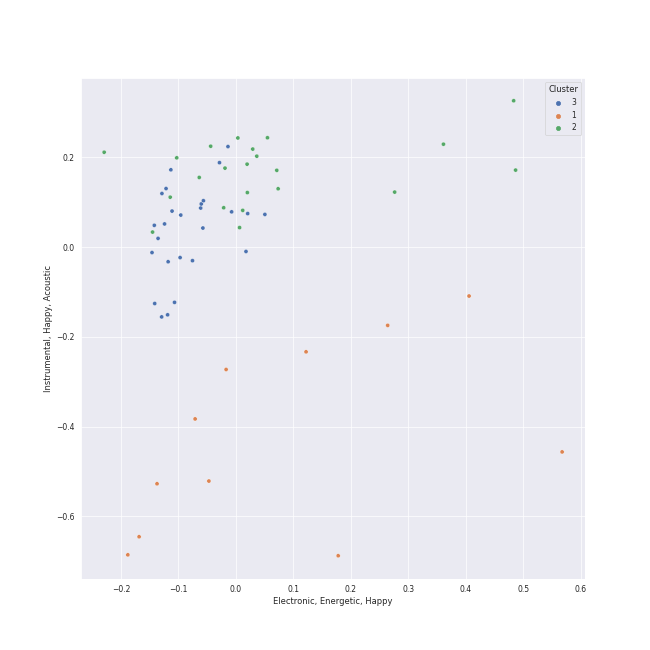 Cluster
3
1
2
0.2
0.0
−0.2
−0.4
−0.6
Instrumental, Happy, Acoustic
−0.2 −0.1 0.0 0.1 0.2 0.3 0.4 0.5 0.6
Electronic, Energetic, Happy